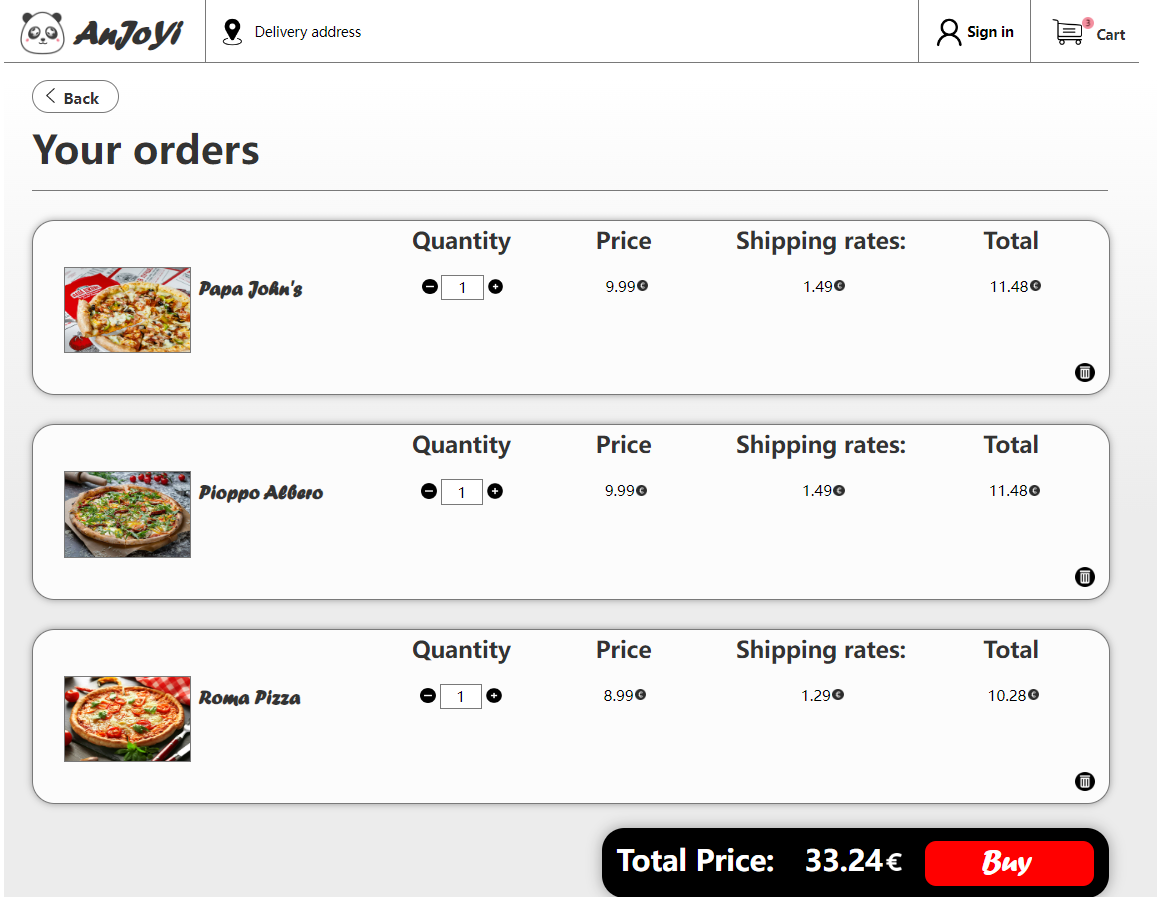 AnJoYi Delivery address Sign in 3 Cart
Back
Your orders
Quantity Price Shipping rates: Total
Papa John's 1 9.99€ 1.49€ 11.48€
Quantity Price Shipping rates: Total
Pioppo Albero 1 9.99€ 1.49€ 11.48€
Quantity Price Shipping rates: Total
Roma Pizza 1 8.99€ 1.29€ 10.28€
Total Price: 33.24€ Buy